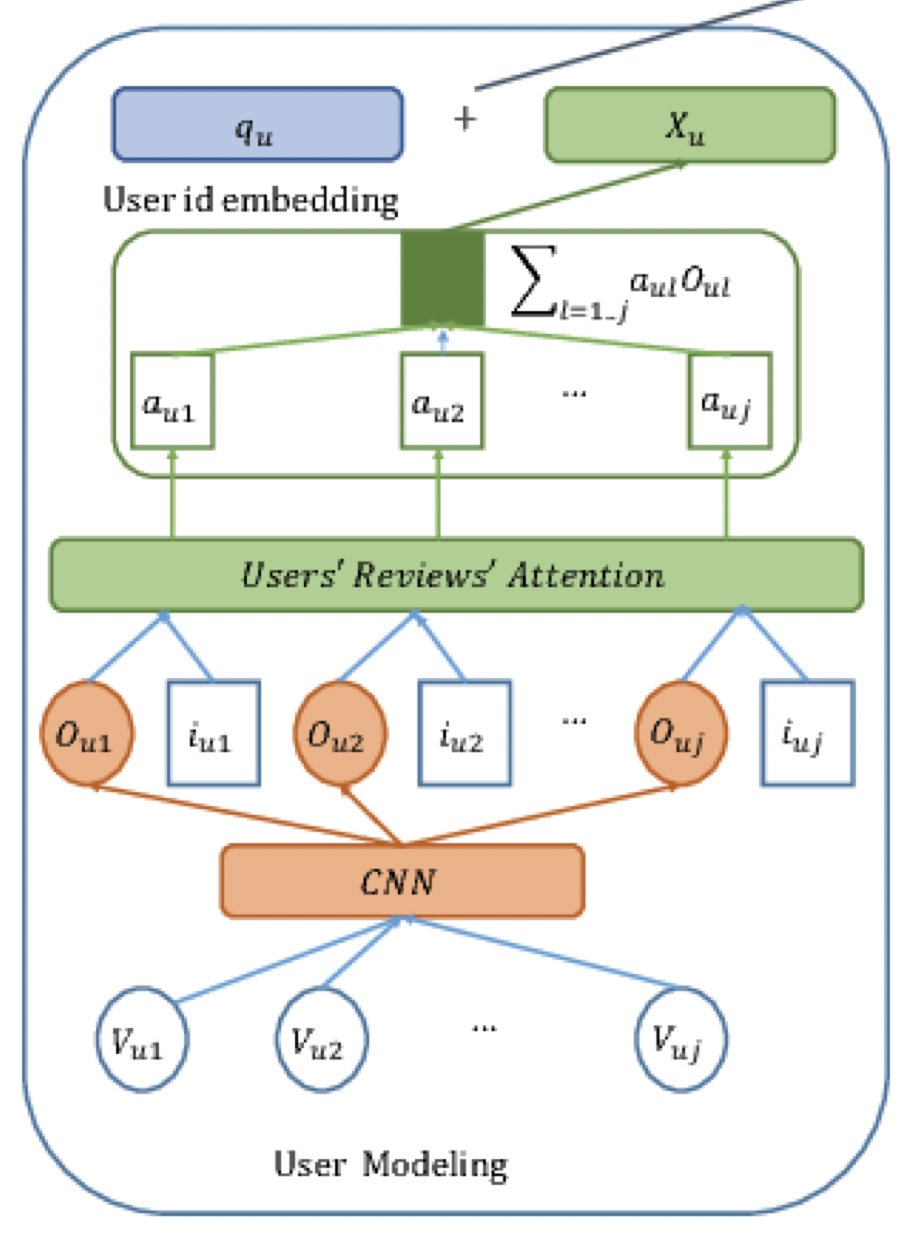 q_u + X_u
User id embedding
∑_{l=1–j} a_{ul}O_{ul}
a_{u1} a_{u2} ... a_{uj}
Users' Reviews' Attention
O_{u1} i_{u1} O_{u2} i_{u2} ... O_{uj} i_{uj}
CNN
V_{u1} V_{u2} ... V_{uj}
User Modeling